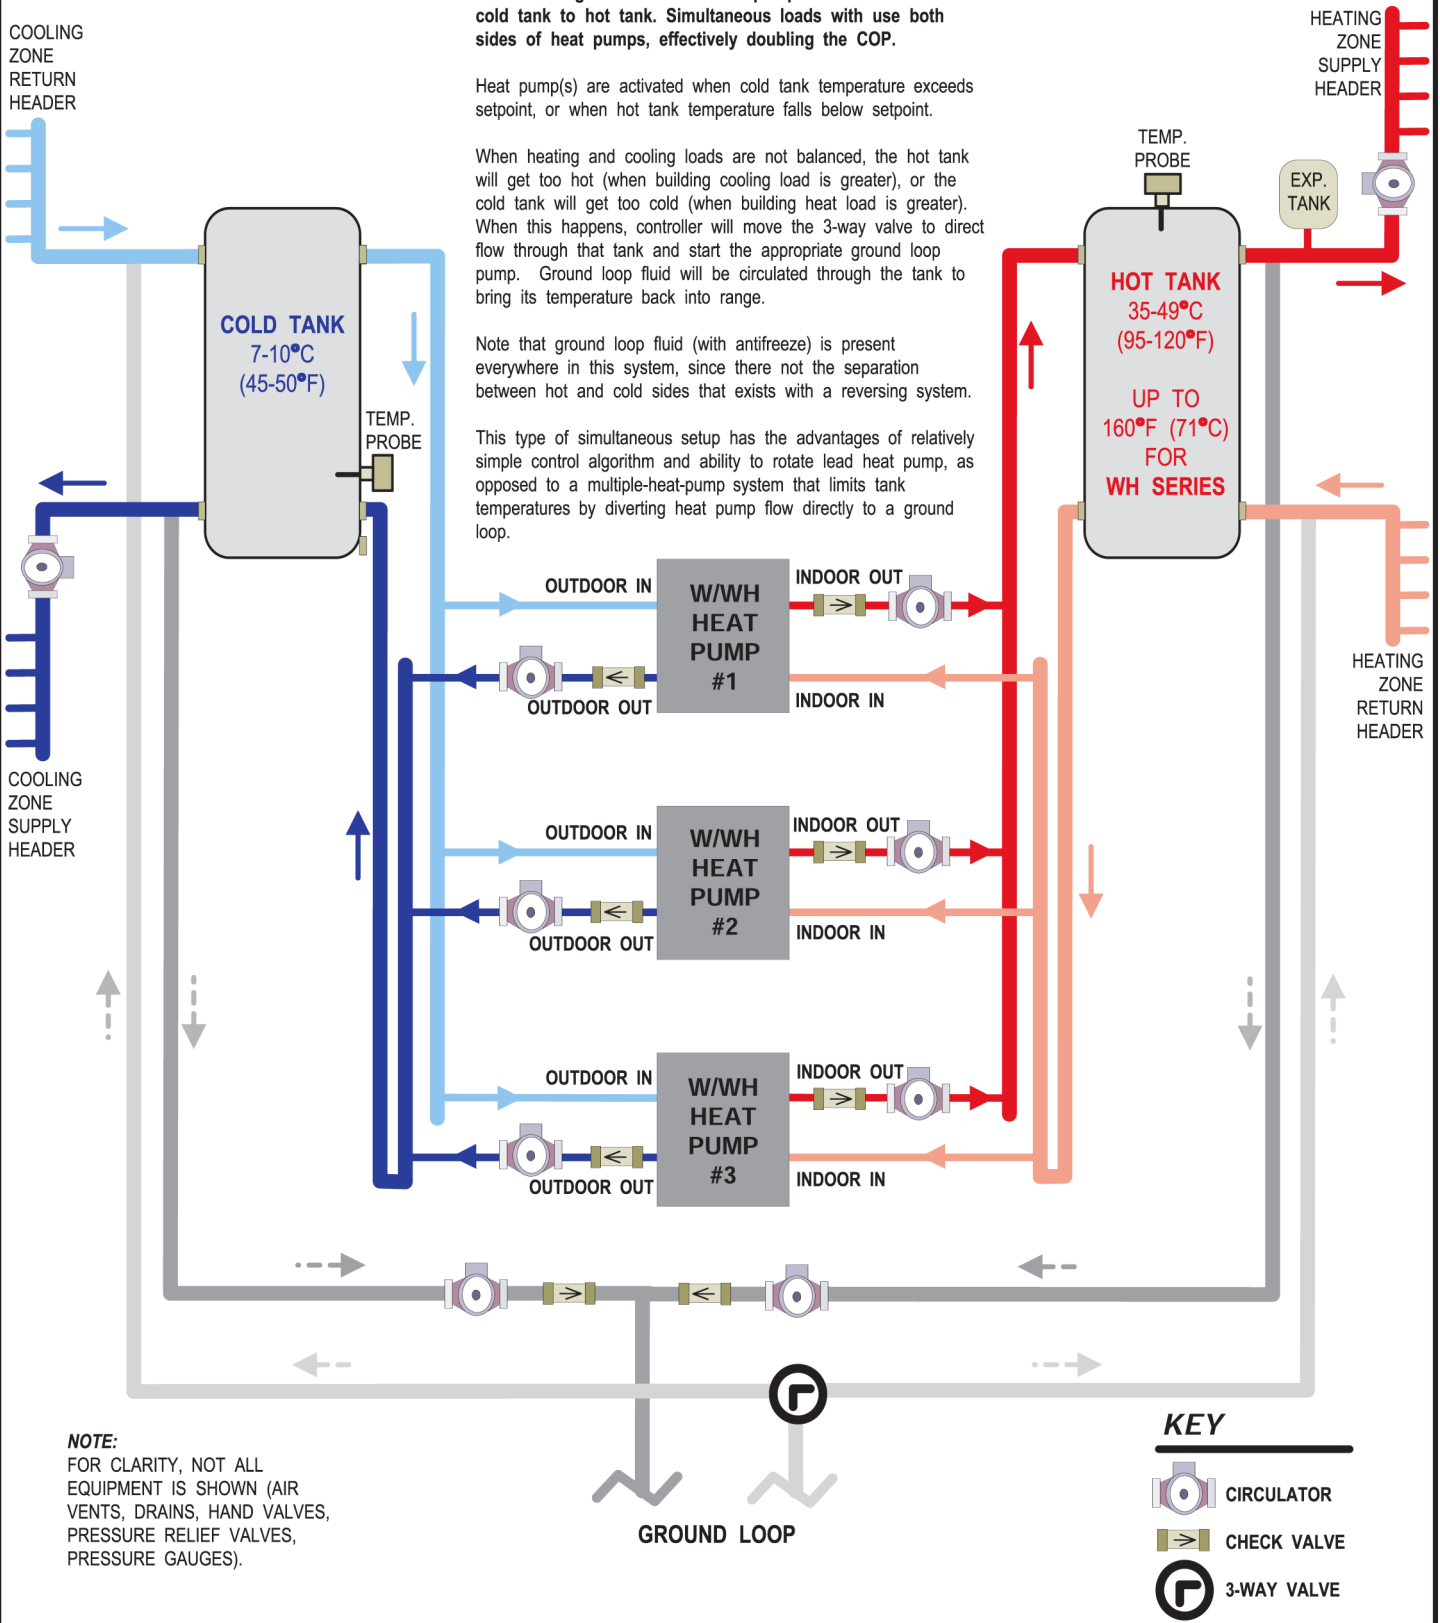 cold tank to hot tank. Simultaneous loads with use both
sides of heat pumps, effectively doubling the COP.
Heat pump(s) are activated when cold tank temperature exceeds
setpoint, or when hot tank temperature falls below setpoint.
When heating and cooling loads are not balanced, the hot tank
will get too hot (when building cooling load is greater), or the
cold tank will get too cold (when building heat load is greater).
When this happens, controller will move the 3-way valve to direct
flow through that tank and start the appropriate ground loop
pump. Ground loop fluid will be circulated through the tank to
bring its temperature back into range.
Note that ground loop fluid (with antifreeze) is present
everywhere in this system, since there not the separation
between hot and cold sides that exists with a reversing system.
This type of simultaneous setup has the advantages of relatively
simple control algorithm and ability to rotate lead heat pump, as
opposed to a multiple-heat-pump system that limits tank
temperatures by diverting heat pump flow directly to a ground
loop.
COOLING
ZONE
RETURN
HEADER
HEATING
ZONE
SUPPLY
HEADER
TEMP.
PROBE
EXP.
TANK
COLD TANK
7-10°C
(45-50°F)
TEMP.
PROBE
HOT TANK
35-49°C
(95-120°F)
UP TO
160°F (71°C)
FOR
WH SERIES
COOLING
ZONE
SUPPLY
HEADER
HEATING
ZONE
RETURN
HEADER
OUTDOOR IN
W/WH
HEAT
PUMP
#1
INDOOR OUT
OUTDOOR OUT
INDOOR IN
OUTDOOR IN
W/WH
HEAT
PUMP
#2
INDOOR OUT
OUTDOOR OUT
INDOOR IN
OUTDOOR IN
W/WH
HEAT
PUMP
#3
INDOOR OUT
OUTDOOR OUT
INDOOR IN
NOTE:
FOR CLARITY, NOT ALL
EQUIPMENT IS SHOWN (AIR
VENTS, DRAINS, HAND VALVES,
PRESSURE RELIEF VALVES,
PRESSURE GAUGES).
GROUND LOOP
KEY
CIRCULATOR
CHECK VALVE
3-WAY VALVE